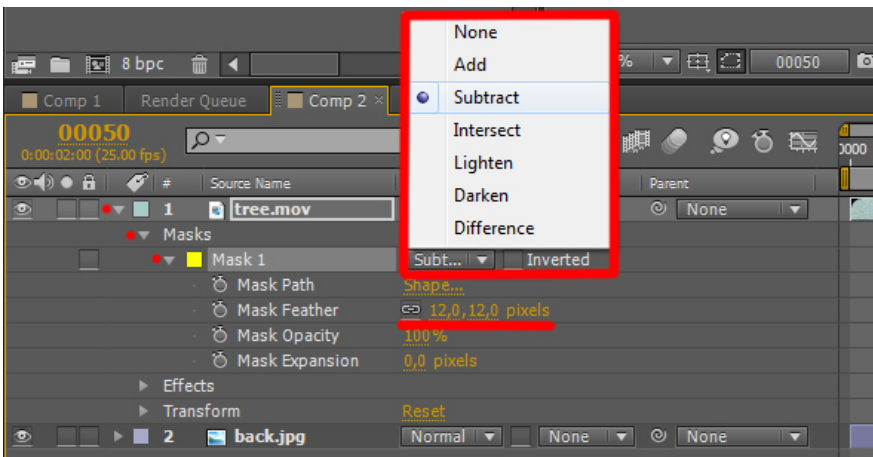 None
Add
Subtract
Intersect
Lighten
Darken
Difference
8 bpc % 00050
Comp 1 Render Queue Comp 2 ×
00050
0:00:02:00 (25.00 fps) 0000
# Source Name Parent
1 tree.mov None
Masks
Mask 1 Subt... Inverted
Mask Path Shape...
Mask Feather 12,0,12,0 pixels
Mask Opacity 100%
Mask Expansion 0,0 pixels
Effects
Transform Reset
2 back.jpg Normal None None